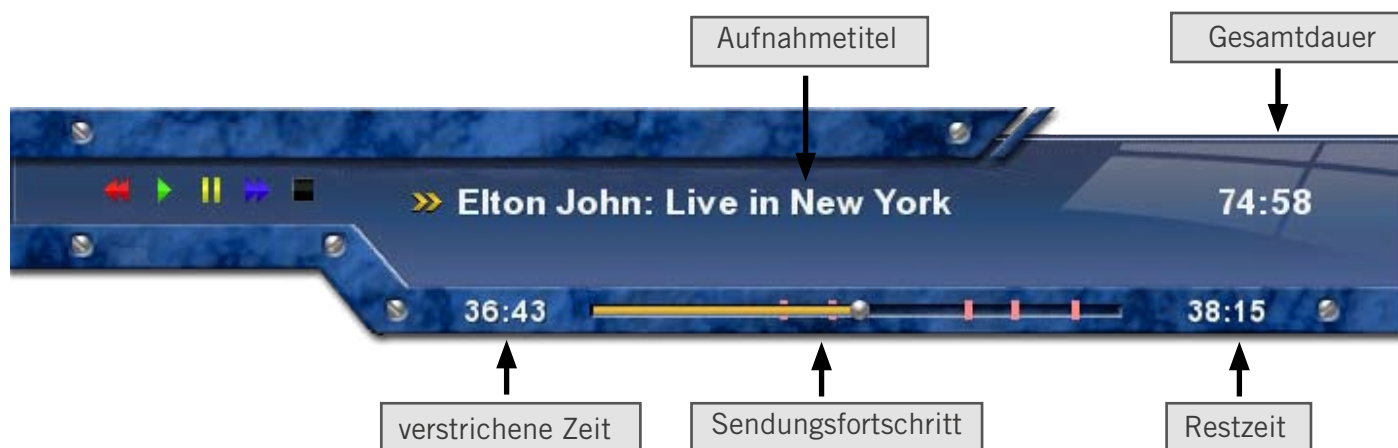 Aufnahmetitel
Gesamtdauer
Elton John: Live in New York
74:58
36:43
38:15
verstrichene Zeit
Sendungsfortschritt
Restzeit